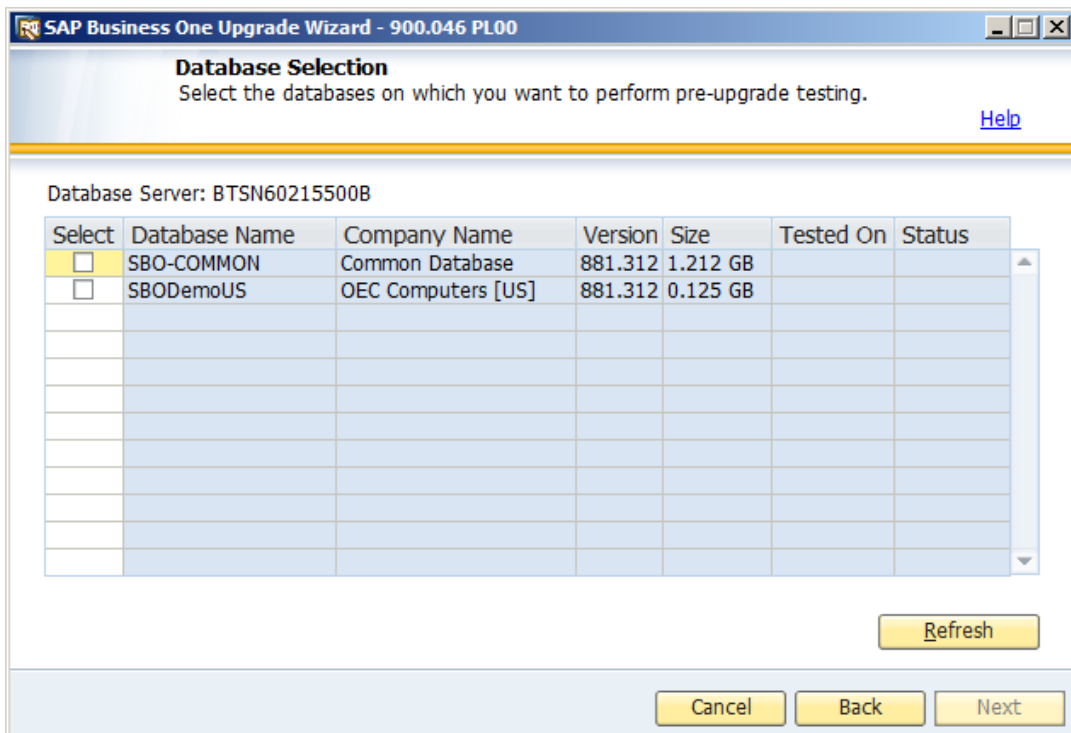 SAP Business One Upgrade Wizard - 900.046 PL00
Database Selection
Select the databases on which you want to perform pre-upgrade testing.
Help
Database Server: BTSN60215500B
Select Database Name Company Name Version Size Tested On Status
SBO-COMMON Common Database 881.312 1.212 GB
SBODemoUS OEC Computers [US] 881.312 0.125 GB
Refresh
Cancel Back Next